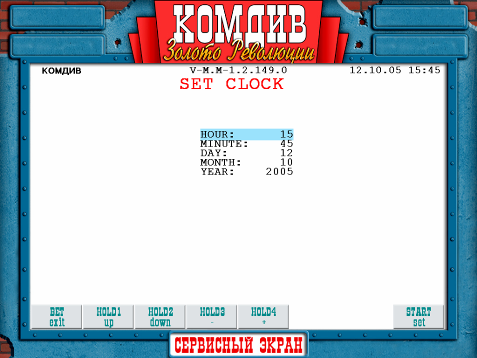 КОМДИВ
Золото Революции
КОМДИВ V-M.M-1.2.149.0 12.10.05 15:45
SET CLOCK
HOUR: 15
MINUTE: 45
DAY: 12
MONTH: 10
YEAR: 2005
BET HOLD1 HOLD2 HOLD3 HOLD4 START
exit up down - + set
СЕРВИСНЫЙ ЭКРАН